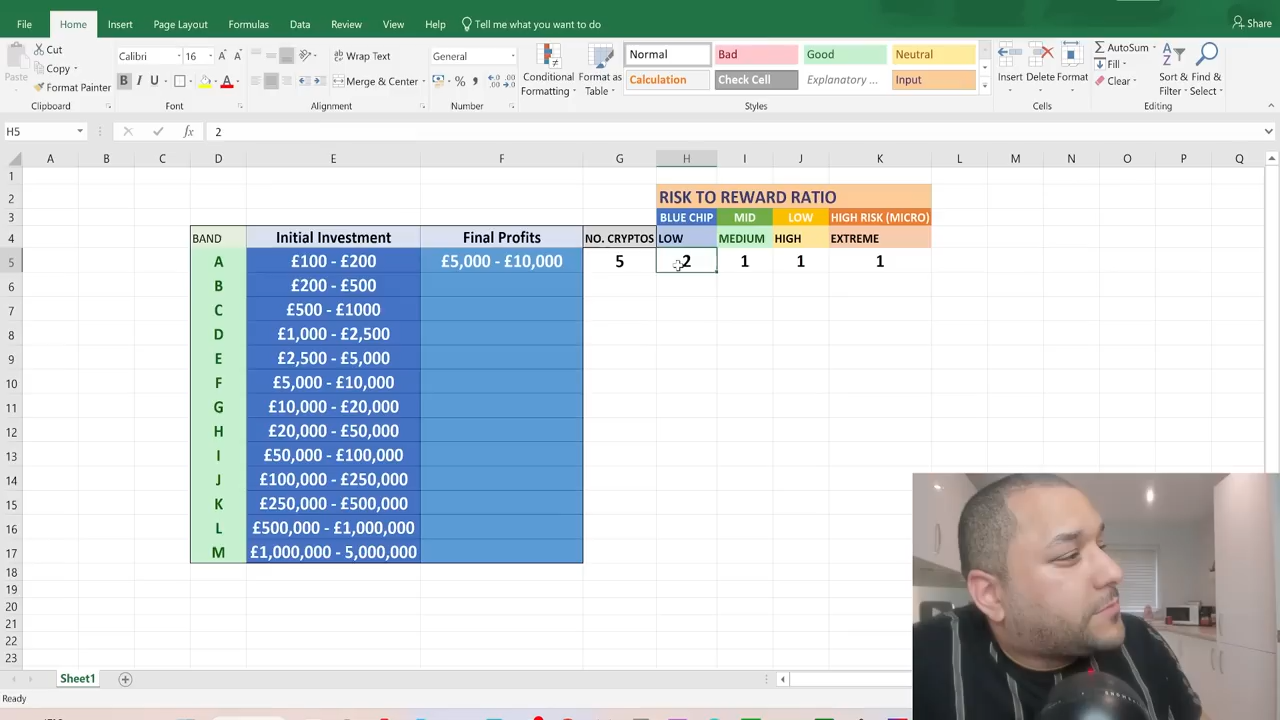 File Home Insert Page Layout Formulas Data Review View Help Tell me what you want to do Share
Paste Cut Copy Format Painter Calibri 16 Wrap Text General Normal Bad Good Neutral AutoSum
B I U Merge & Center Conditional Formatting Format as Table Calculation Check Cell Explanatory ... Input Insert Delete Format Fill Clear Sort & Filter Find & Select
Clipboard Font Alignment Number Styles Cells Editing
H5 fx 2
A B C D E F G H I J K L M N O P Q
1
2 RISK TO REWARD RATIO
3 BLUE CHIP MID LOW HIGH RISK (MICRO)
4 BAND Initial Investment Final Profits NO. CRYPTOS LOW MEDIUM HIGH EXTREME
5 A £100 - £200 £5,000 - £10,000 5 2 1 1 1
6 B £200 - £500
7 C £500 - £1000
8 D £1,000 - £2,500
9 E £2,500 - £5,000
10 F £5,000 - £10,000
11 G £10,000 - £20,000
12 H £20,000 - £50,000
13 I £50,000 - £100,000
14 J £100,000 - £250,000
15 K £250,000 - £500,000
16 L £500,000 - £1,000,000
17 M £1,000,000 - 5,000,000
18
19
20
21
22
23
Sheet1
Ready